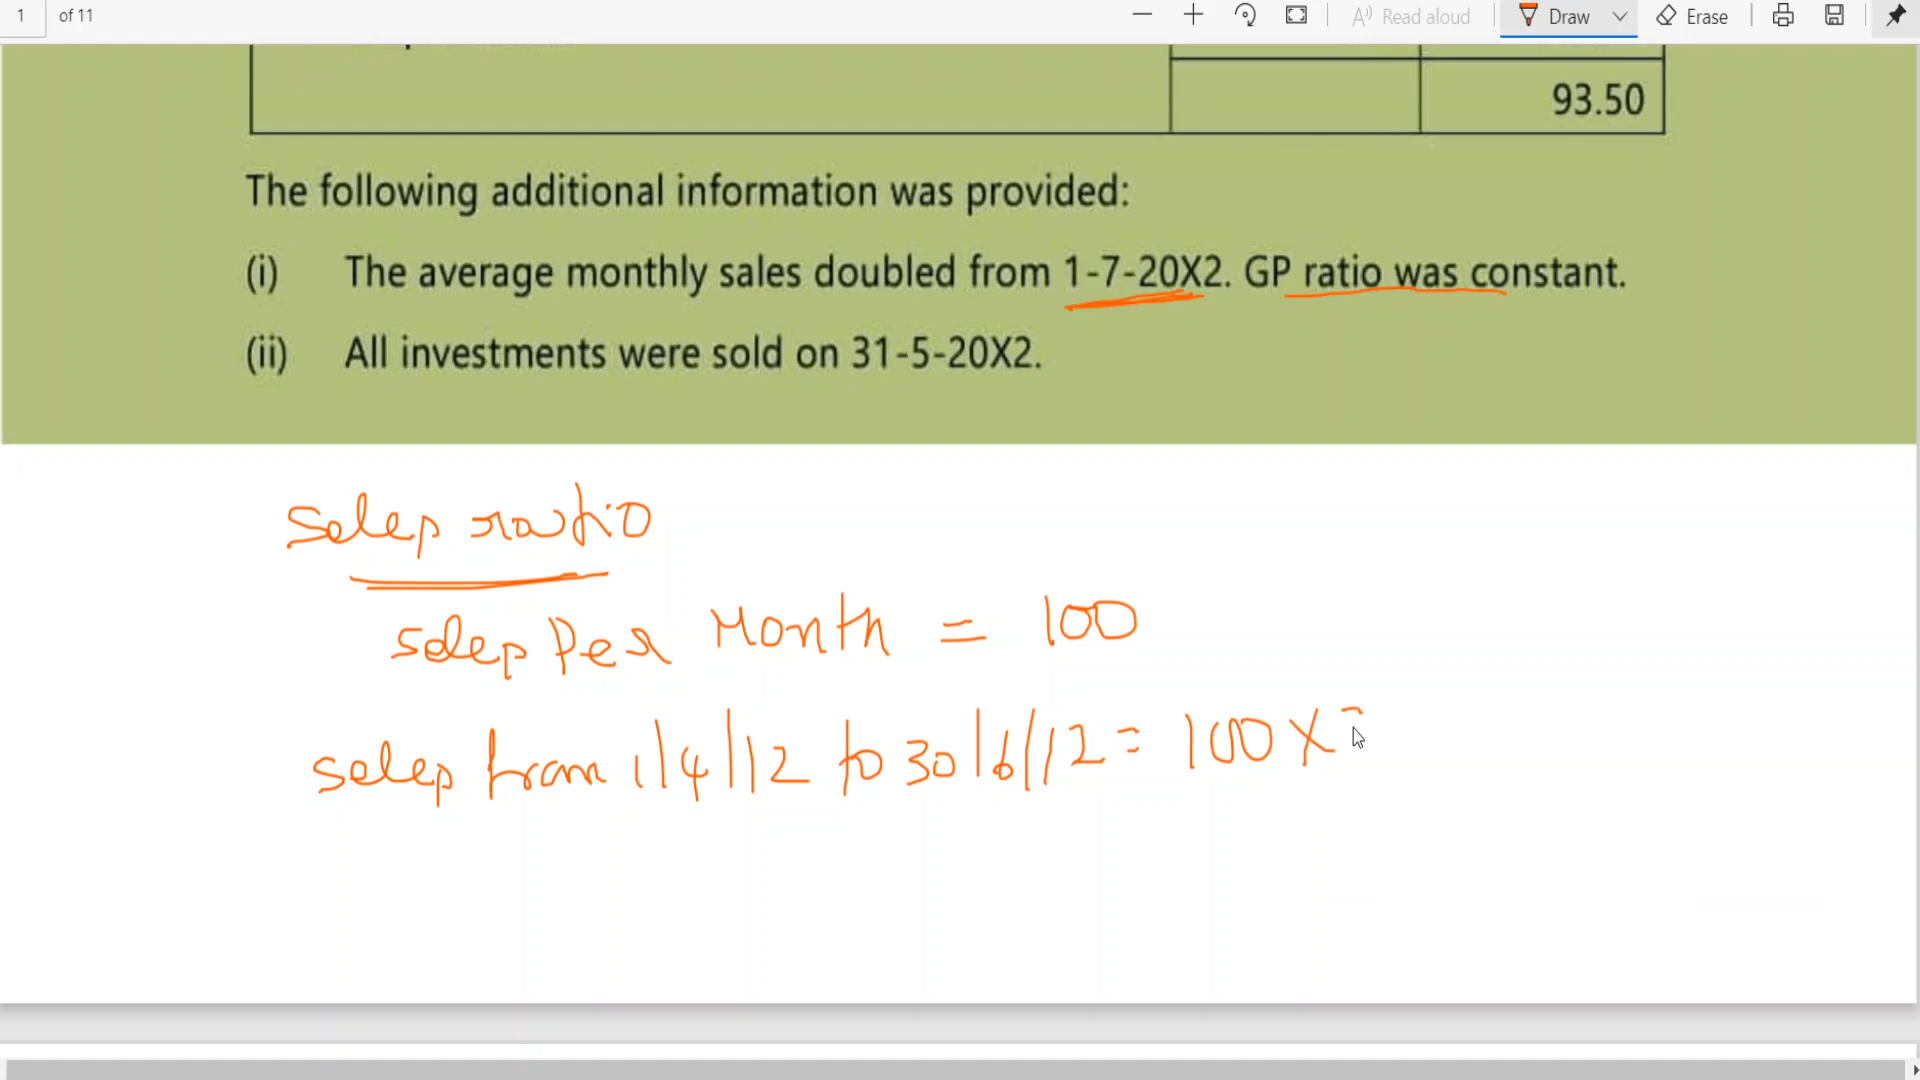 1 of 11 Read aloud Draw Erase
93.50
The following additional information was provided:
(i) The average monthly sales doubled from 1-7-20X2. GP ratio was constant.
(ii) All investments were sold on 31-5-20X2.
Sales ratio
sales Per Month = 100
sales from 1/4/12 to 30/6/12 = 100 X